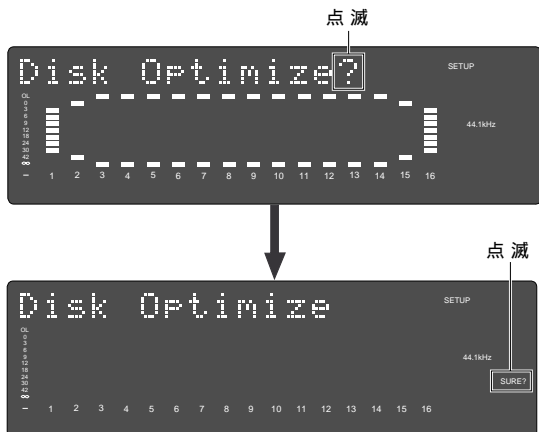 点滅
Disk Optimize?
SETUP
OL
0
3
6
9
12
18
24
30
42
∞
44.1kHz
– 1 2 3 4 5 6 7 8 9 10 11 12 13 14 15 16
点滅
Disk Optimize
SETUP
OL
0
3
6
9
12
18
24
30
42
∞
44.1kHz
SURE?
– 1 2 3 4 5 6 7 8 9 10 11 12 13 14 15 16